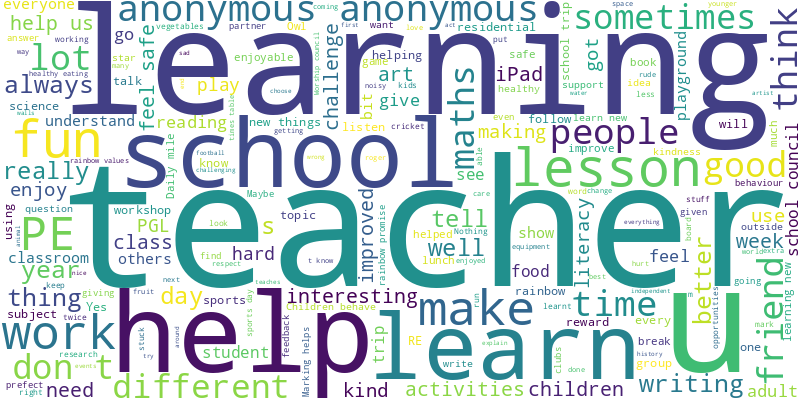 everyone
anonymous anonymous
coming
space
younger
help us
vegetables
partner
Owl
first
want
residential
love
act
sometimes
think
answer
working
go
star
many
enjoyable
challenge
helping
put
school trip
got
playground
lot
learning
way
sad
feel safe
talk
game
safe
book
rude
always
healthy eating
play
choose
Worship council
art
noisy
kids
iPad
support
idea
science
walls
understand
reading
times table
new things
bit
give
healthy
water
less
artist
fun
school
getting
listen
cricket
maths
even
follow
learn new
will
much
making
people
improve
kindness
really
rainbow values
Daily mile
know
football
challenging
wrong
roger
able
see
lesson
good
behaviour
school council
enjoy
teacher
Maybe
care
word
change
stuff
using
question
workshop
look
s
tell
Nothing
everything
given
use
PE
animal
PGL
topic
improved
rainbow promise
helped
well
enjoyed
show
equipment
literacy
board
outside
week
classroom
class
others
find
respect
hard
t know
lunch
food
best
hurt
feel
better
world
extra
year
nice
next
teaches
rainbow
independent
going
friend
learning new
thing
keep
giving
Yes
day
fruit
sports
sports day
interesting
Children behave
make
run
learnt
time
opportunities
mark
subject
twice
help
feedback
trip
learn
explain
reward
every
u
one
work
research
stuck
around
student
Marking helps
RE
write
clubs
history
break
group
don t
events
try
done
prefect
right
need
different
kind
activities
children
writing
adult